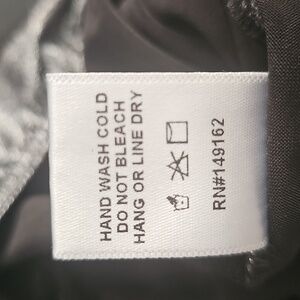 HAND WASH COLD
DO NOT BLEACH
HANG OR LINE DRY
RN#149162